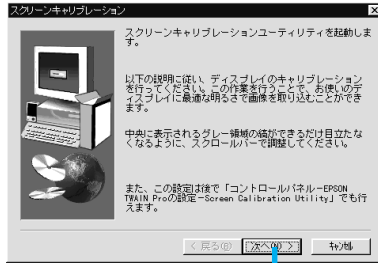 スクリーンキャリブレーション
スクリーンキャリブレーションユーティリティを起動しま
す。
以下の説明に従い、ディスプレイのキャリブレーション
を行ってください。この作業を行うことで、お使いのデ
ィスプレイに最適な明るさで画像を取り込むことができ
ます。
中央に表示されるグレー領域の縞ができるだけ目立たな
くなるように、スクロールバーで調整してください。
また、この設定は後で「コントロールパネル-EPSON
TWAIN Proの設定-Screen Calibration Utility」でも行
えます。
< 戻る(B) 次へ(N) > キャンセル